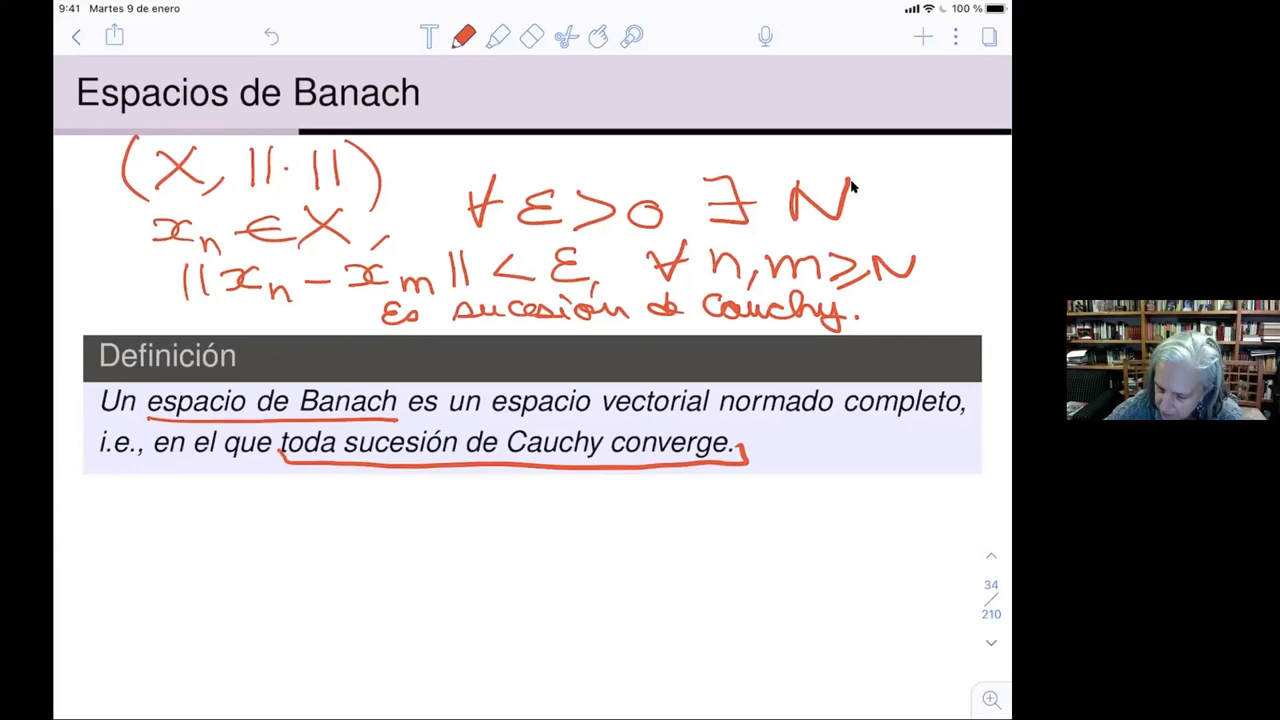 9:41 Martes 9 de enero 100 %
Espacios de Banach
(X, ||·||)
∀ ε > 0 ∃ N
xₙ ∈ X,
||xₙ − xₘ|| < ε, ∀ n, m ≥ N
Es sucesión de Cauchy.
Definición
Un espacio de Banach es un espacio vectorial normado completo,
i.e., en el que toda sucesión de Cauchy converge.
34
210